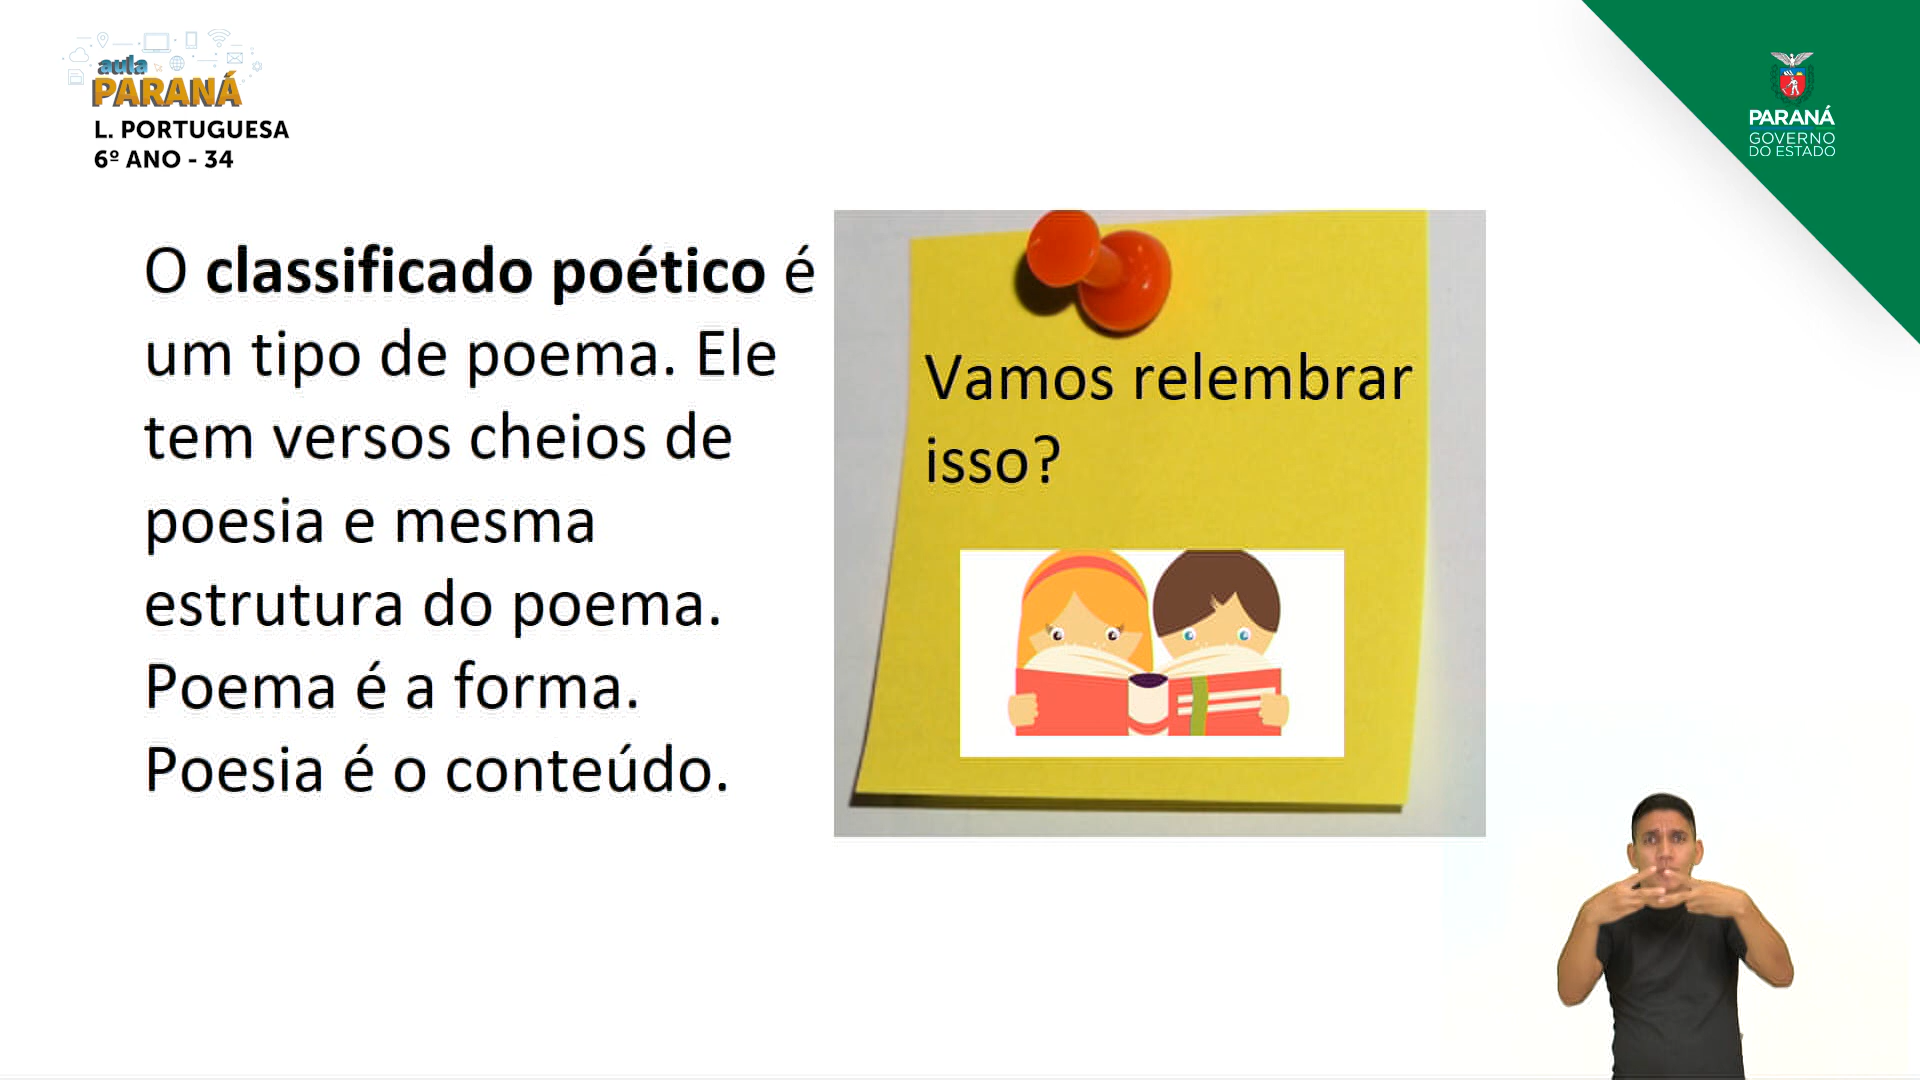 aula
PARANÁ
L. PORTUGUESA
6º ANO - 34
PARANÁ
GOVERNO
DO ESTADO
O classificado poético é
um tipo de poema. Ele
tem versos cheios de
poesia e mesma
estrutura do poema.
Poema é a forma.
Poesia é o conteúdo.
Vamos relembrar
isso?